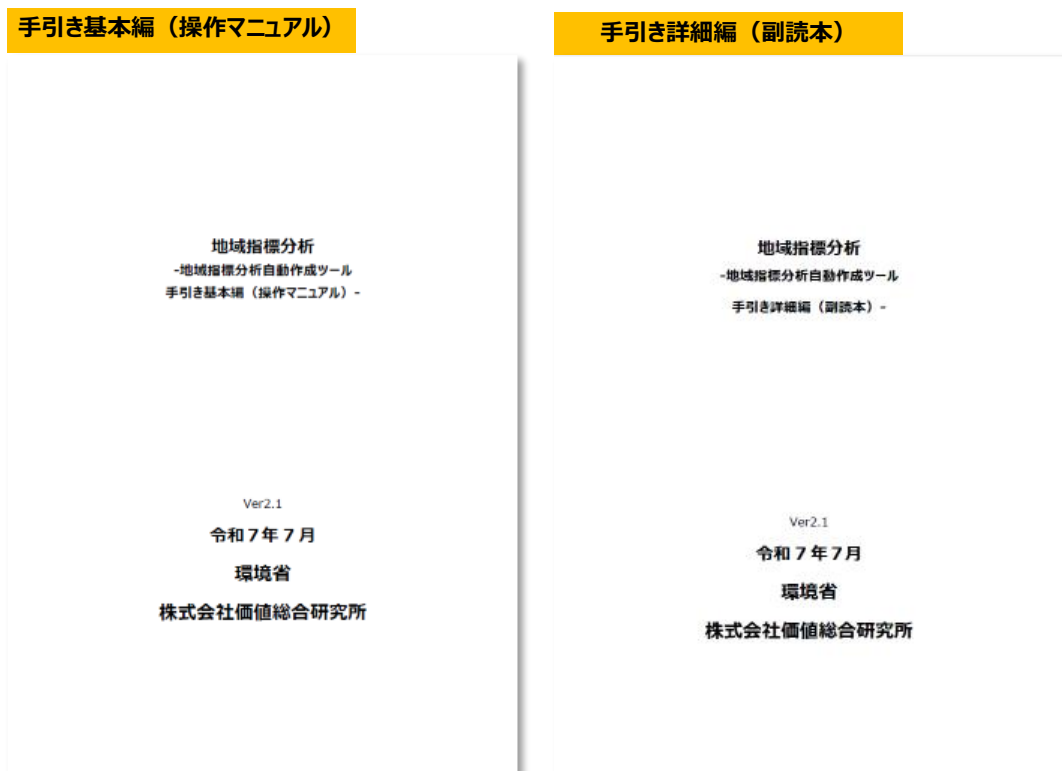 手引き基本編（操作マニュアル）
地域指標分析
-地域指標分析自動作成ツール
手引き基本編（操作マニュアル）-
Ver2.1
令和７年７月
環境省
株式会社価値総合研究所
手引き詳細編（副読本）
地域指標分析
-地域指標分析自動作成ツール
手引き詳細編（副読本）-
Ver2.1
令和７年７月
環境省
株式会社価値総合研究所